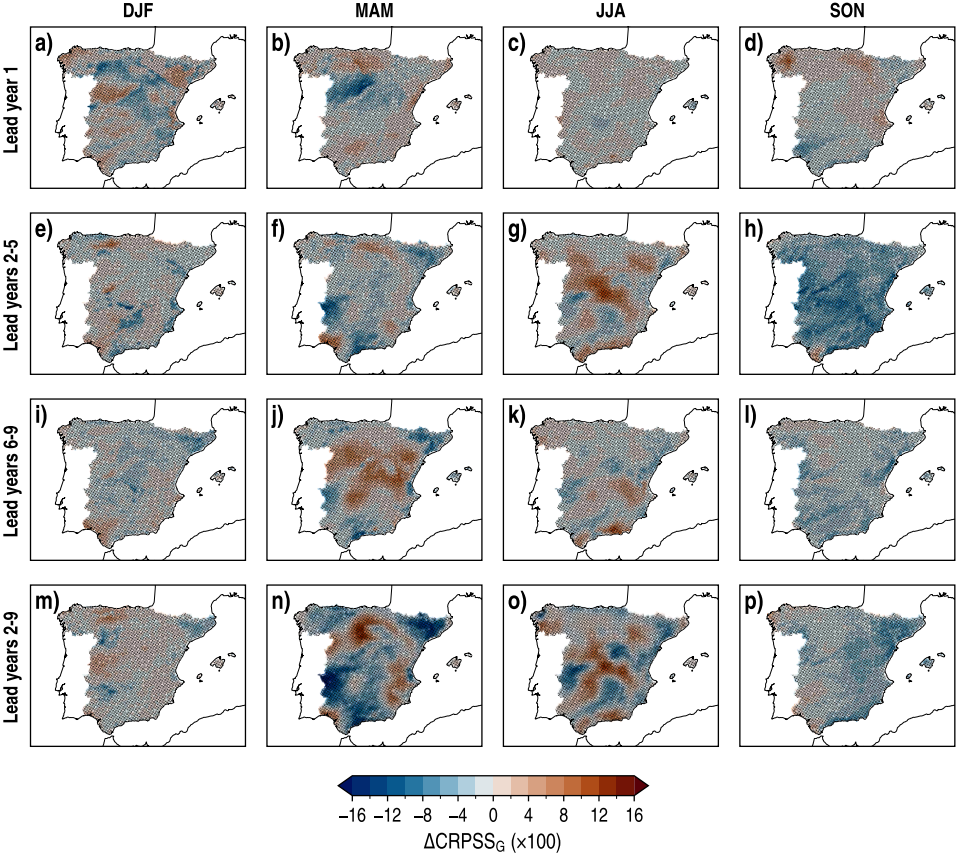 DJF MAM JJA SON
Lead year 1
a) b) c) d)
Lead years 2-5
e) f) g) h)
Lead years 6-9
i) j) k) l)
Lead years 2-9
m) n) o) p)
−16 −12 −8 −4 0 4 8 12 16
ΔCRPSS_G (×100)